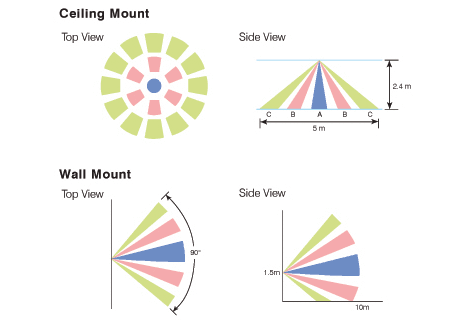 Ceiling Mount
Top View
Side View
2.4 m
C B A B C
5 m
Wall Mount
Top View
Side View
90°
1.5m
10m